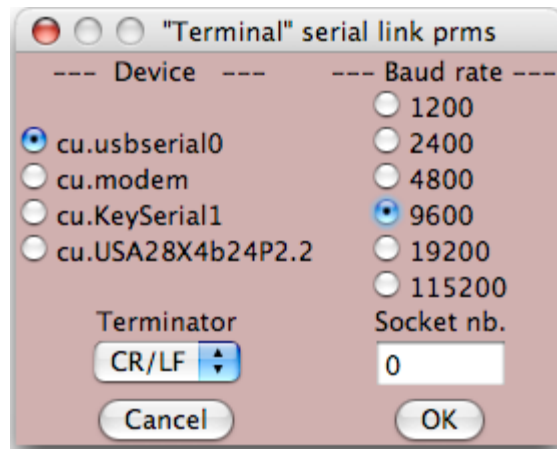 "Terminal" serial link prms
--- Device ---
cu.usbserial0
cu.modem
cu.KeySerial1
cu.USA28X4b24P2.2
--- Baud rate ---
1200
2400
4800
9600
19200
115200
Terminator
CR/LF
Socket nb.
0
Cancel
OK